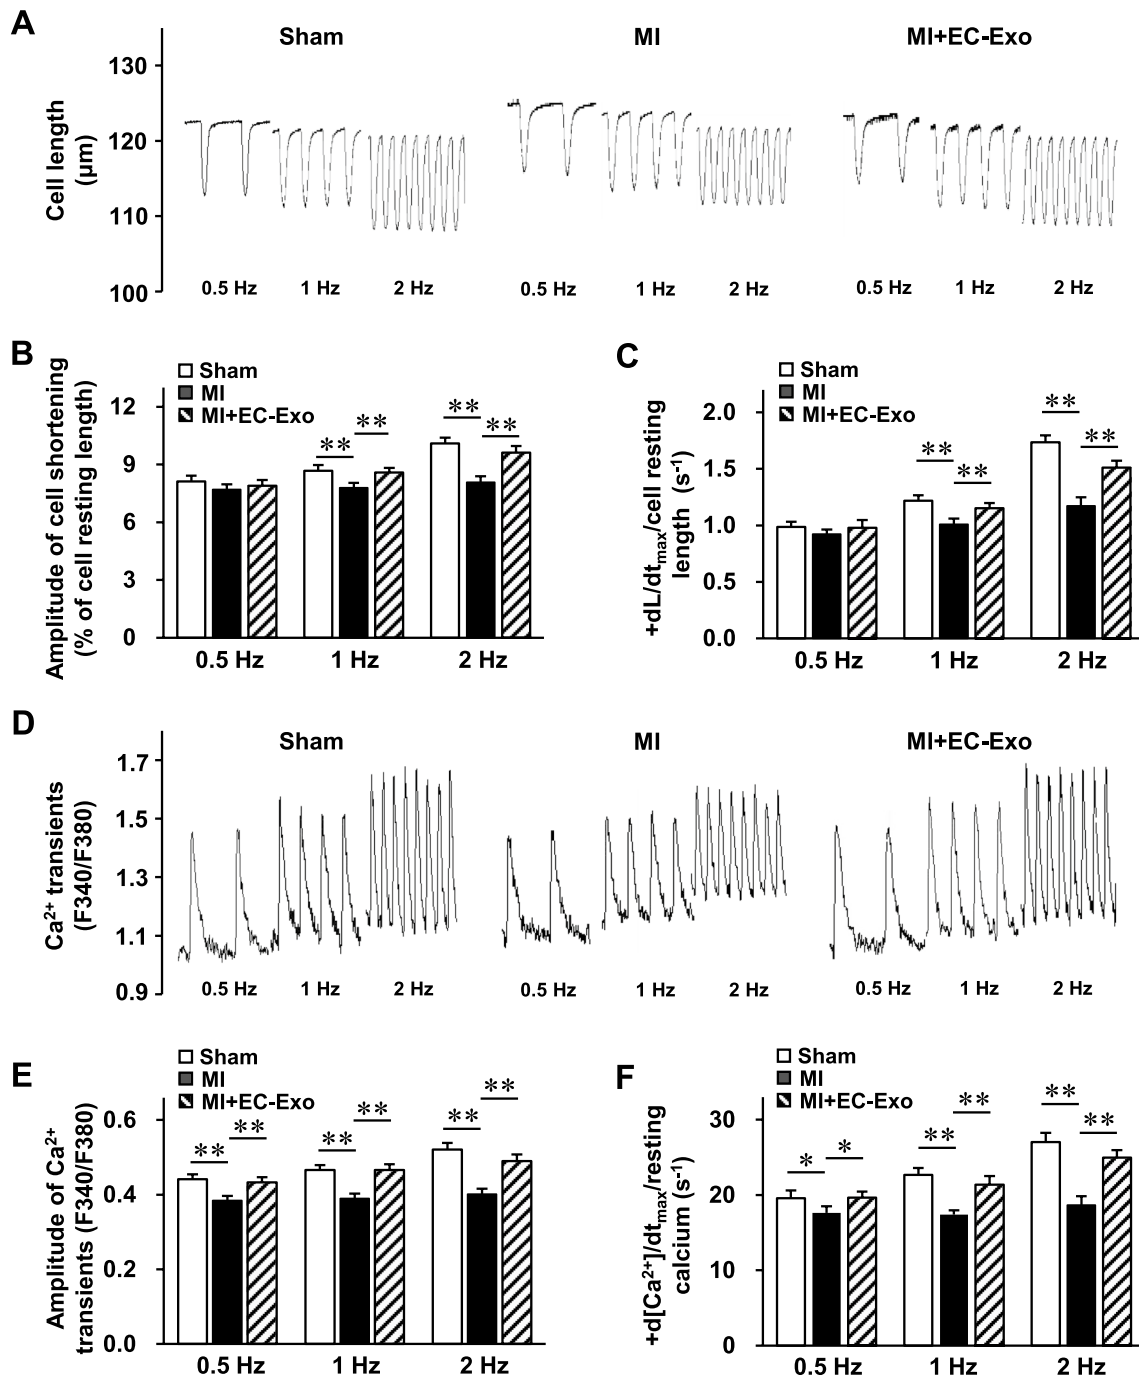 A
Sham MI MI+EC-Exo
130
120
110
100
Cell length
(µm)
0.5 Hz 1 Hz 2 Hz 0.5 Hz 1 Hz 2 Hz 0.5 Hz 1 Hz 2 Hz
B
Sham
MI
MI+EC-Exo
Amplitude of cell shortening
(% of cell resting length)
12
9
6
3
0
** ** ** **
0.5 Hz 1 Hz 2 Hz
C
Sham
MI
MI+EC-Exo
+dL/dtmax/cell resting
length (s⁻¹)
2.0
1.5
1.0
0.5
0.0
** ** ** **
0.5 Hz 1 Hz 2 Hz
D
Sham MI MI+EC-Exo
Ca²⁺ transients
(F340/F380)
1.7
1.5
1.3
1.1
0.9
0.5 Hz 1 Hz 2 Hz 0.5 Hz 1 Hz 2 Hz 0.5 Hz 1 Hz 2 Hz
E
Sham
MI
MI+EC-Exo
Amplitude of Ca²⁺
transients (F340/F380)
0.6
0.4
0.2
0.0
** ** ** ** ** **
0.5 Hz 1 Hz 2 Hz
F
Sham
MI
MI+EC-Exo
+d[Ca²⁺]/dtmax/resting
calcium (s⁻¹)
30
20
10
0
* * ** ** ** **
0.5 Hz 1 Hz 2 Hz